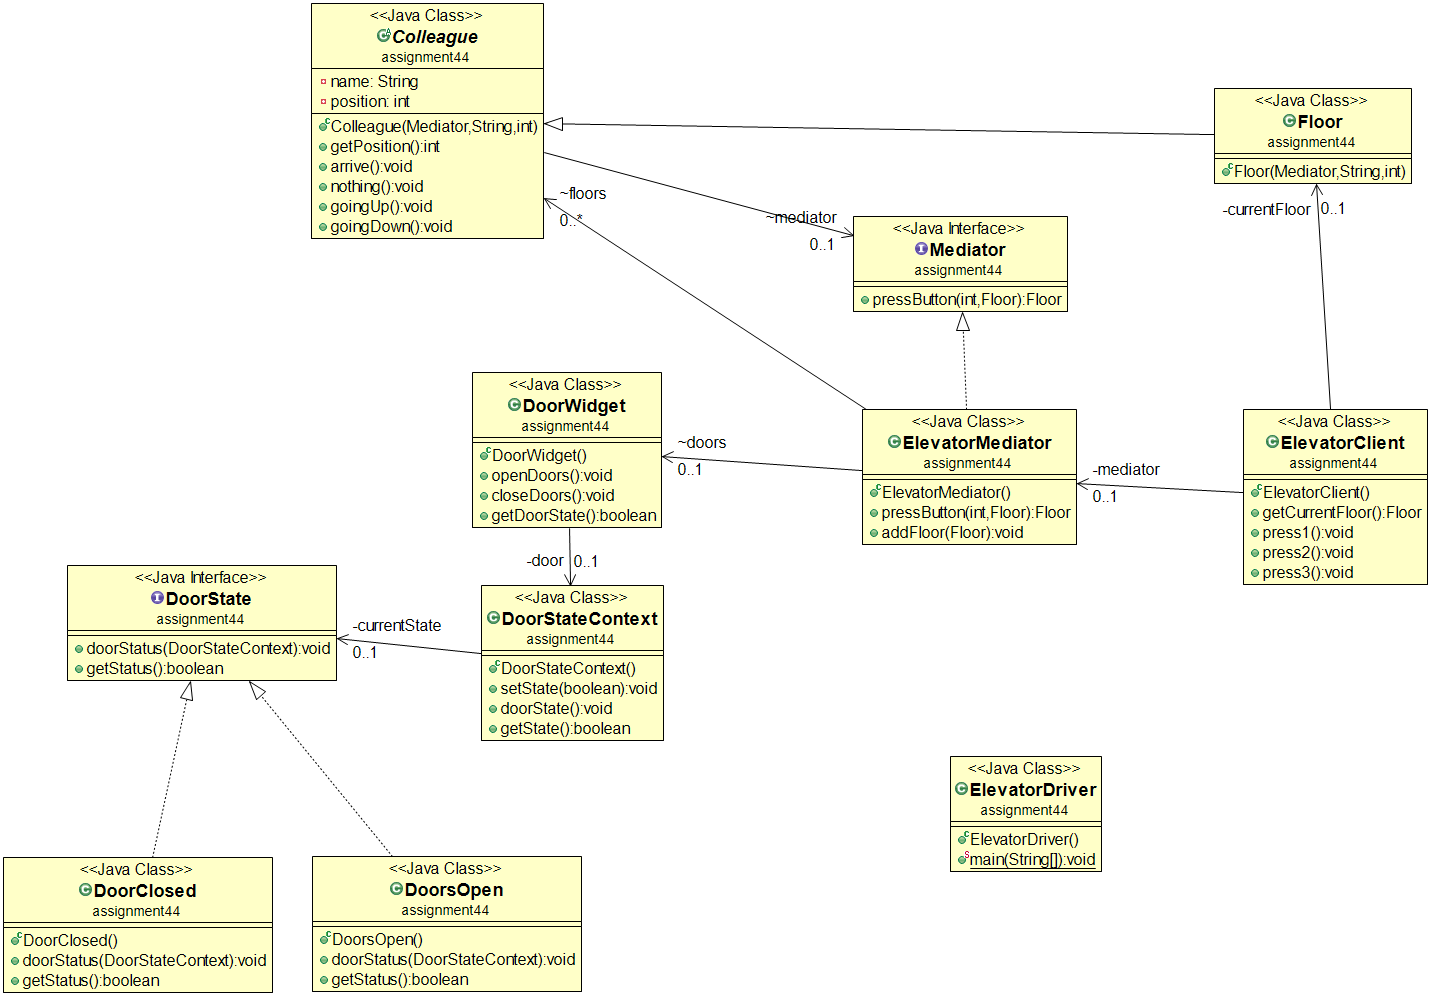 <<Java Class>>
Colleague
assignment44
name: String
position: int
Colleague(Mediator,String,int)
getPosition():int
arrive():void
nothing():void
goingUp():void
goingDown():void
<<Java Class>>
Floor
assignment44
Floor(Mediator,String,int)
~floors
0..*
~mediator
0..1
-currentFloor
0..1
<<Java Interface>>
Mediator
assignment44
pressButton(int,Floor):Floor
<<Java Class>>
DoorWidget
assignment44
DoorWidget()
openDoors():void
closeDoors():void
getDoorState():boolean
~doors
0..1
<<Java Class>>
ElevatorMediator
assignment44
ElevatorMediator()
pressButton(int,Floor):Floor
addFloor(Floor):void
-mediator
0..1
<<Java Class>>
ElevatorClient
assignment44
ElevatorClient()
getCurrentFloor():Floor
press1():void
press2():void
press3():void
-door
0..1
<<Java Interface>>
DoorState
assignment44
doorStatus(DoorStateContext):void
getStatus():boolean
-currentState
0..1
<<Java Class>>
DoorStateContext
assignment44
DoorStateContext()
setState(boolean):void
doorState():void
getState():boolean
<<Java Class>>
ElevatorDriver
assignment44
ElevatorDriver()
main(String[]):void
<<Java Class>>
DoorClosed
assignment44
DoorClosed()
doorStatus(DoorStateContext):void
getStatus():boolean
<<Java Class>>
DoorsOpen
assignment44
DoorsOpen()
doorStatus(DoorStateContext):void
getStatus():boolean